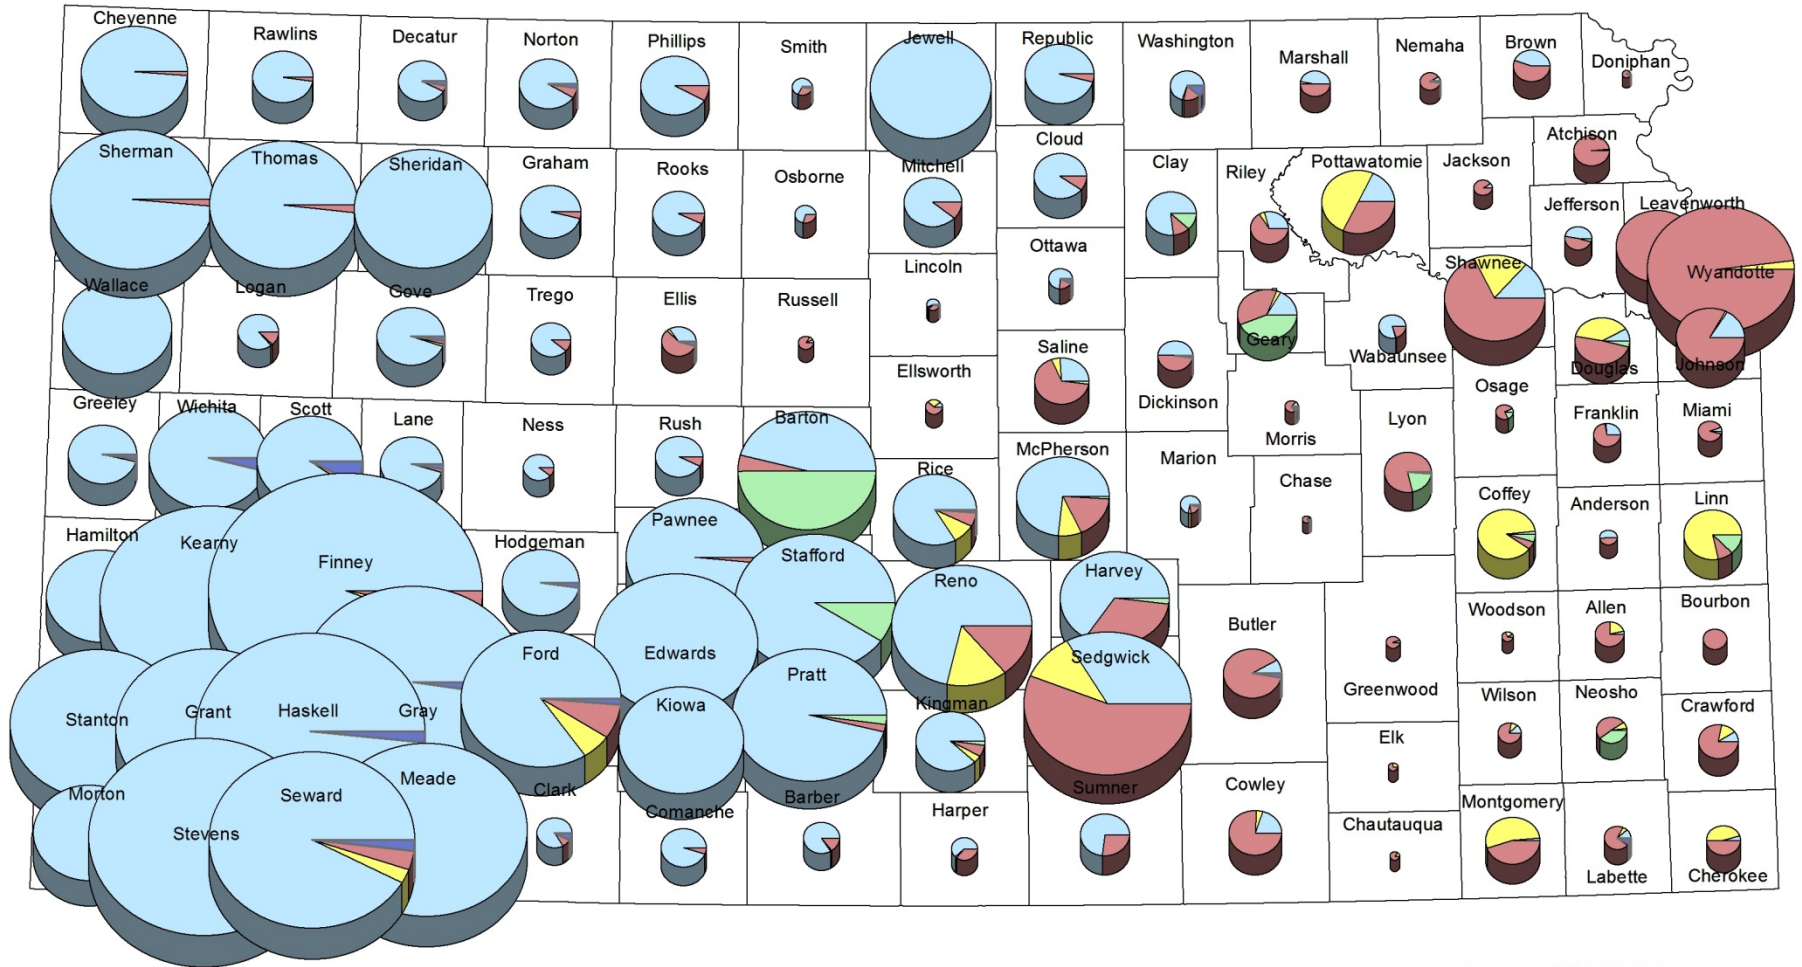 Cheyenne
Rawlins
Decatur
Norton
Phillips
Smith
Jewell
Republic
Washington
Marshall
Nemaha
Brown
Doniphan
Sherman
Thomas
Sheridan
Graham
Rooks
Osborne
Mitchell
Cloud
Clay
Riley
Pottawatomie
Jackson
Atchison
Jefferson
Leavenworth
Wyandotte
Wallace
Logan
Gove
Trego
Ellis
Russell
Lincoln
Ottawa
Saline
Ellsworth
Dickinson
Geary
Wabaunsee
Shawnee
Douglas
Johnson
Greeley
Wichita
Scott
Lane
Ness
Rush
Barton
Rice
McPherson
Marion
Morris
Chase
Lyon
Osage
Franklin
Miami
Coffey
Anderson
Linn
Hamilton
Kearny
Finney
Hodgeman
Pawnee
Stafford
Reno
Harvey
Sedgwick
Butler
Greenwood
Woodson
Allen
Bourbon
Stanton
Grant
Haskell
Gray
Ford
Edwards
Kiowa
Pratt
Kingman
Elk
Wilson
Neosho
Crawford
Morton
Stevens
Seward
Meade
Clark
Comanche
Barber
Harper
Sumner
Cowley
Chautauqua
Montgomery
Labette
Cherokee